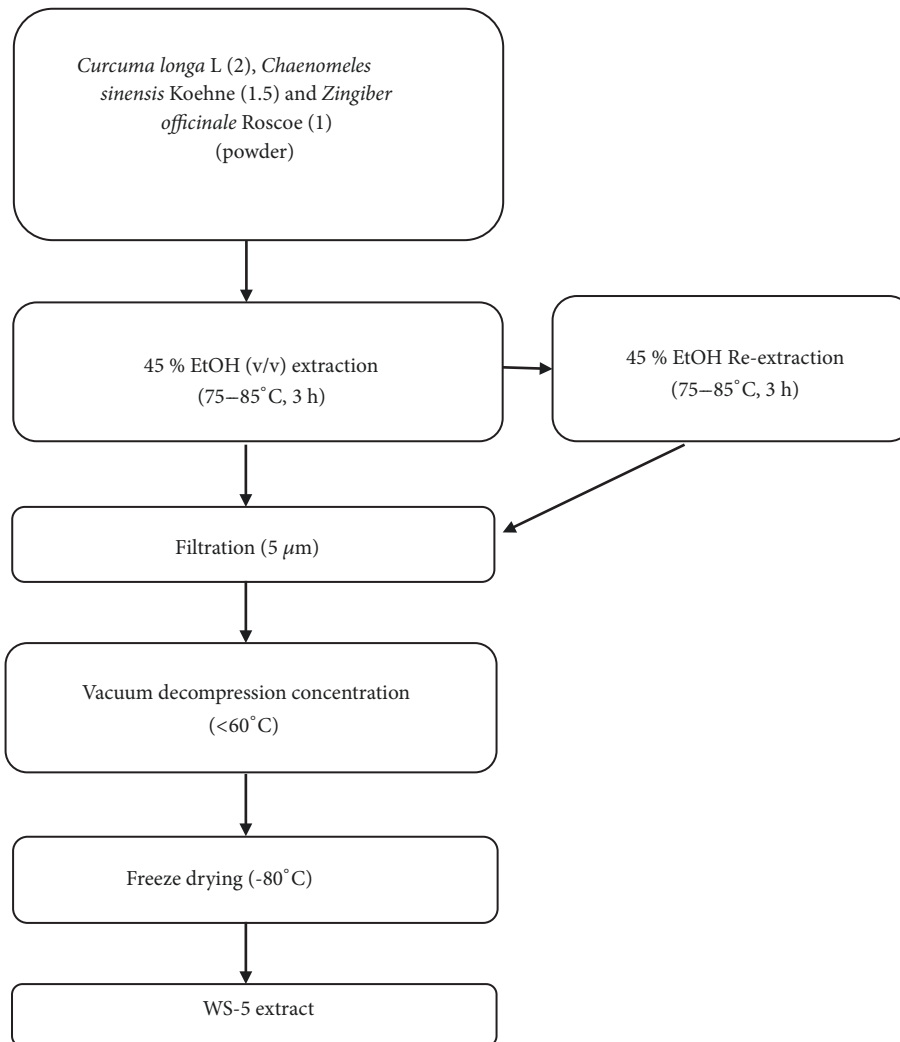 Curcuma longa L (2), Chaenomeles
sinensis Koehne (1.5) and Zingiber
officinale Roscoe (1)
(powder)
45 % EtOH (v/v) extraction
(75–85˚C, 3 h)
45 % EtOH Re-extraction
(75–85˚C, 3 h)
Filtration (5 μm)
Vacuum decompression concentration
(<60˚C)
Freeze drying (-80˚C)
WS-5 extract